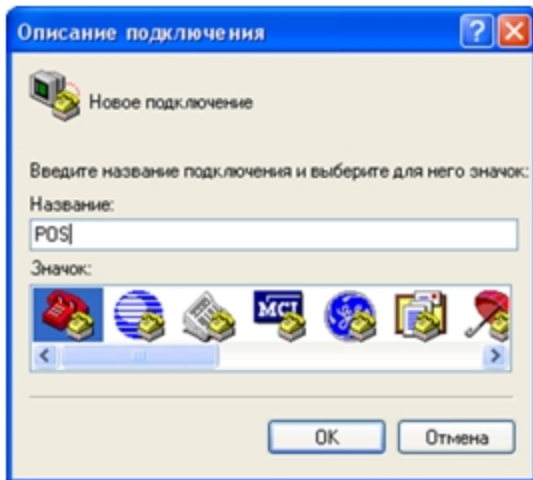 Описание подключения
Новое подключение
Введите название подключения и выберите для него значок:
Название:
POS
Значок:
MCI
OK
Отмена